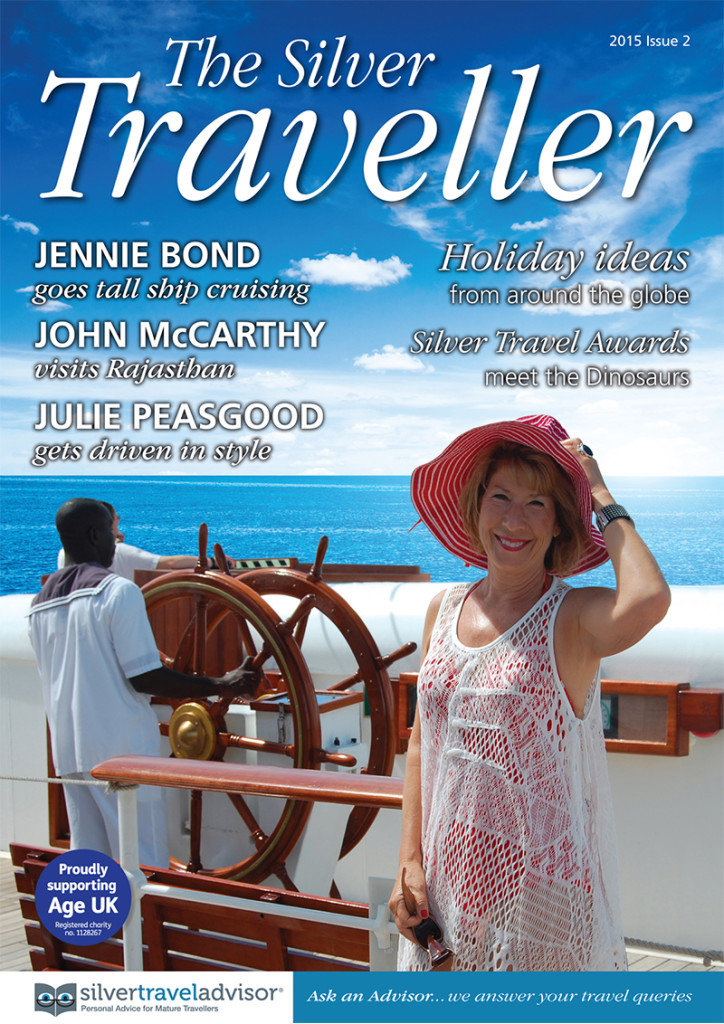 2015 Issue 2
The Silver
Traveller
JENNIE BOND
goes tall ship cruising
JOHN McCARTHY
visits Rajasthan
JULIE PEASGOOD
gets driven in style
Holiday ideas
from around the globe
Silver Travel Awards
meet the Dinosaurs
Proudly
supporting
Age UK
Registered charity
no. 1128267
silvertraveladvisor®
Personal Advice for Mature Travellers
Ask an Advisor...we answer your travel queries